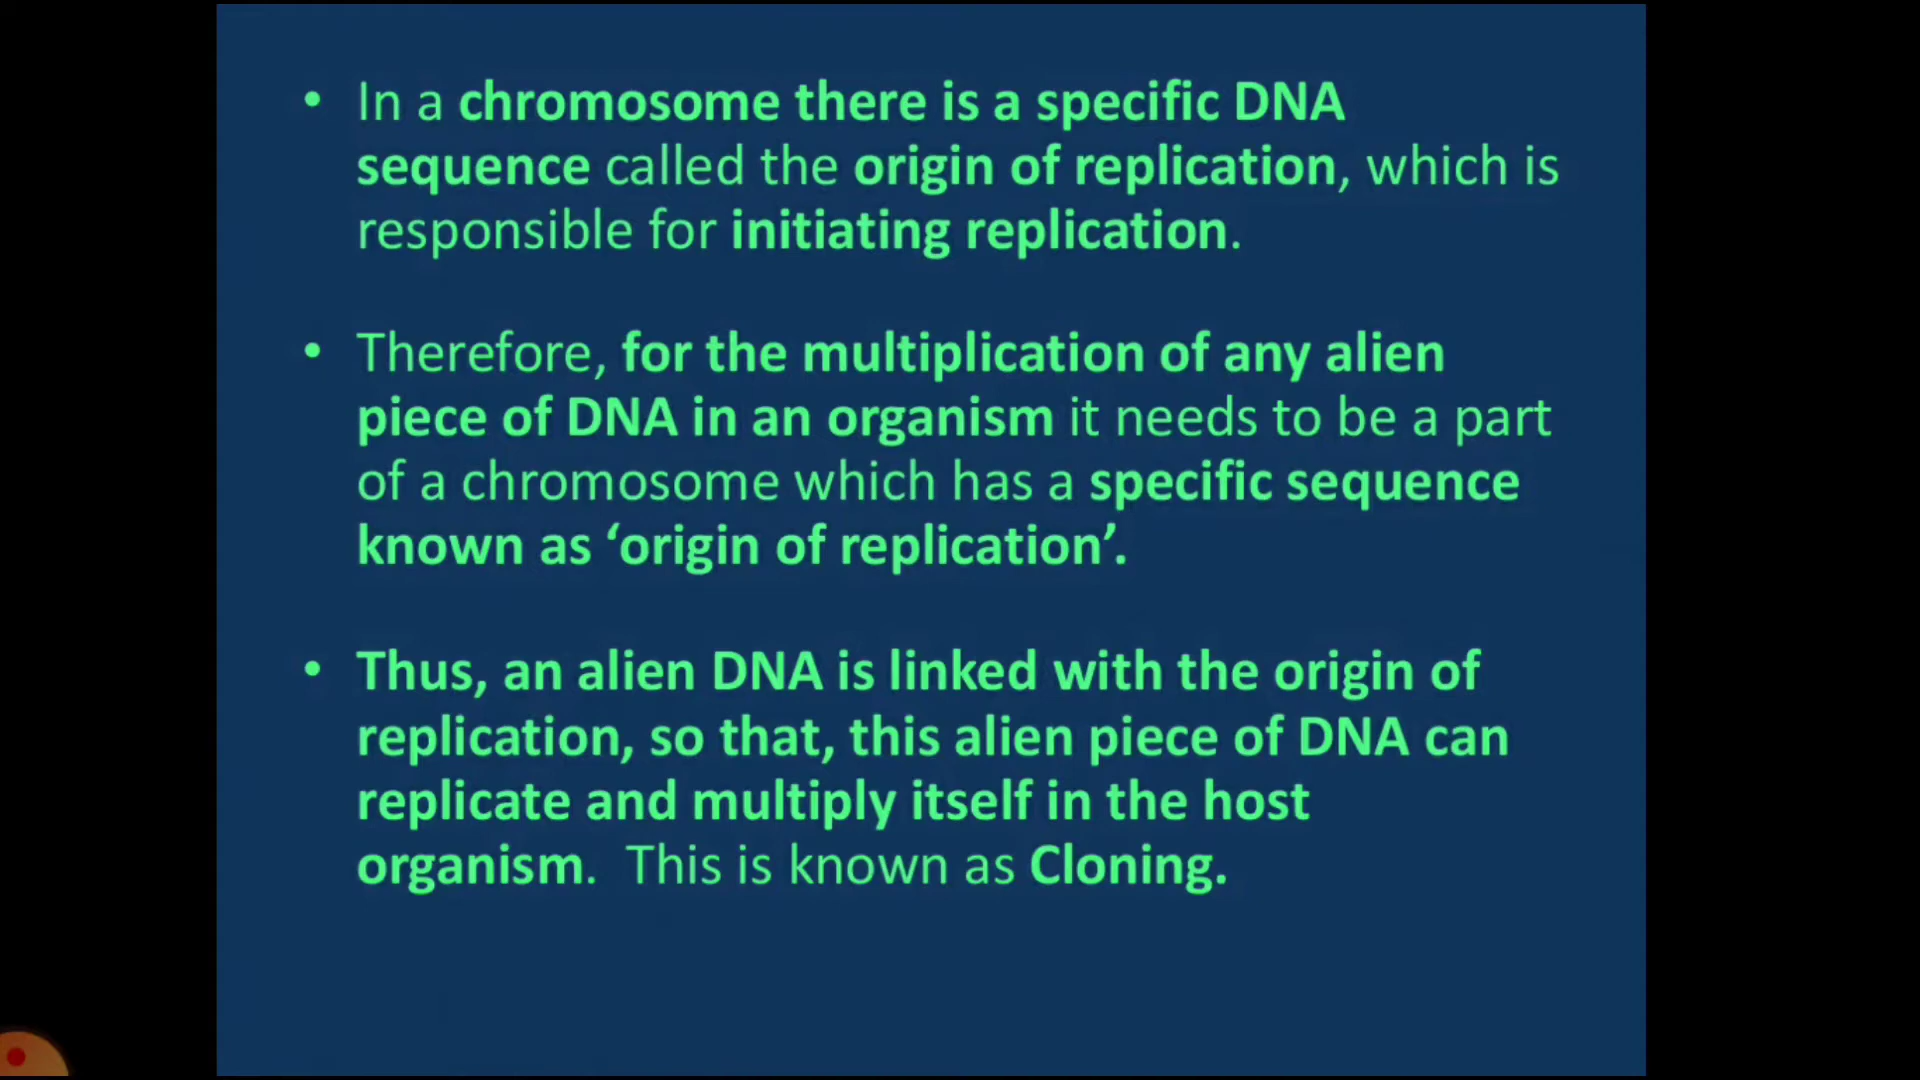 • In a chromosome there is a specific DNA
sequence called the origin of replication, which is
responsible for initiating replication.
• Therefore, for the multiplication of any alien
piece of DNA in an organism it needs to be a part
of a chromosome which has a specific sequence
known as ‘origin of replication’.
• Thus, an alien DNA is linked with the origin of
replication, so that, this alien piece of DNA can
replicate and multiply itself in the host
organism.  This is known as Cloning.